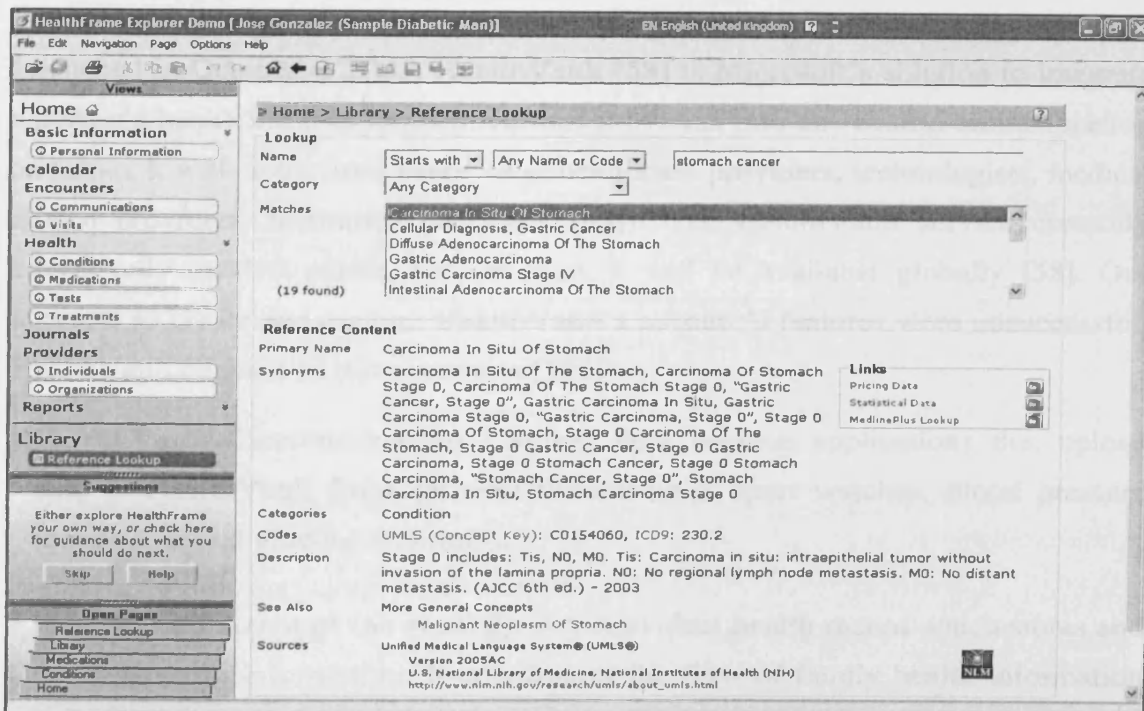 HealthFrame Explorer Demo [Jose Gonzalez (Sample Diabetic Man)]
EN English (United Kingdom)
File Edit Navigation Page Options Help
Views
Home
Basic Information
Personal Information
Calendar
Encounters
Communications
Visits
Health
Conditions
Medications
Tests
Treatments
Journals
Providers
Individuals
Organizations
Reports
Library
Reference Lookup
Suggestions
Either explore HealthFrame
your own way, or check here
for guidance about what you
should do next.
Skip Help
Open Pages
Reference Lookup
Library
Medications
Conditions
Home
> Home > Library > Reference Lookup
Lookup
Name Starts with Any Name or Code stomach cancer
Category Any Category
Matches
Carcinoma In Situ Of Stomach
Cellular Diagnosis, Gastric Cancer
Diffuse Adenocarcinoma Of The Stomach
Gastric Adenocarcinoma
Gastric Carcinoma Stage IV
Intestinal Adenocarcinoma Of The Stomach
(19 found)
Reference Content
Primary Name Carcinoma In Situ Of Stomach
Synonyms Carcinoma In Situ Of The Stomach, Carcinoma Of Stomach
Stage 0, Carcinoma Of The Stomach Stage 0, "Gastric
Cancer, Stage 0", Gastric Carcinoma In Situ, Gastric
Carcinoma Stage 0, "Gastric Carcinoma, Stage 0", Stage 0
Carcinoma Of Stomach, Stage 0 Carcinoma Of The
Stomach, Stage 0 Gastric Cancer, Stage 0 Gastric
Carcinoma, Stage 0 Stomach Cancer, Stage 0 Stomach
Carcinoma, "Stomach Cancer, Stage 0", Stomach
Carcinoma In Situ, Stomach Carcinoma Stage 0
Links
Pricing Data
Statistical Data
MedlinePlus Lookup
Categories Condition
Codes UMLS (Concept Key): C0154060, ICD9: 230.2
Description Stage 0 includes: Tis, N0, M0. Tis: Carcinoma in situ: intraepithelial tumor without
invasion of the lamina propria. N0: No regional lymph node metastasis. M0: No distant
metastasis. (AJCC 6th ed.) - 2003
See Also More General Concepts
Malignant Neoplasm Of Stomach
Sources Unified Medical Language System® (UMLS®)
Version 2005AC
U.S. National Library of Medicine, National Institutes of Health (NIH)
http://www.nlm.nih.gov/research/umls/about_umls.html